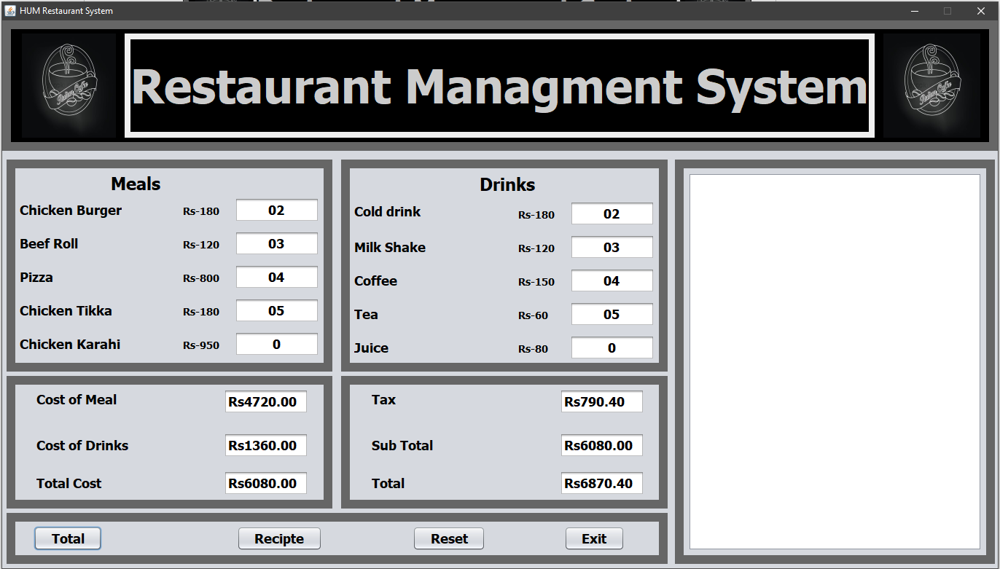 HUM Restaurant System
Italian Coffee
Restaurant Managment System
Italian Coffee
Meals
Chicken Burger Rs-180 02
Beef Roll Rs-120 03
Pizza Rs-800 04
Chicken Tikka Rs-180 05
Chicken Karahi Rs-950 0
Drinks
Cold drink Rs-180 02
Milk Shake Rs-120 03
Coffee Rs-150 04
Tea Rs-60 05
Juice Rs-80 0
Cost of Meal Rs4720.00
Cost of Drinks Rs1360.00
Total Cost Rs6080.00
Tax Rs790.40
Sub Total Rs6080.00
Total Rs6870.40
Total Recipte Reset Exit